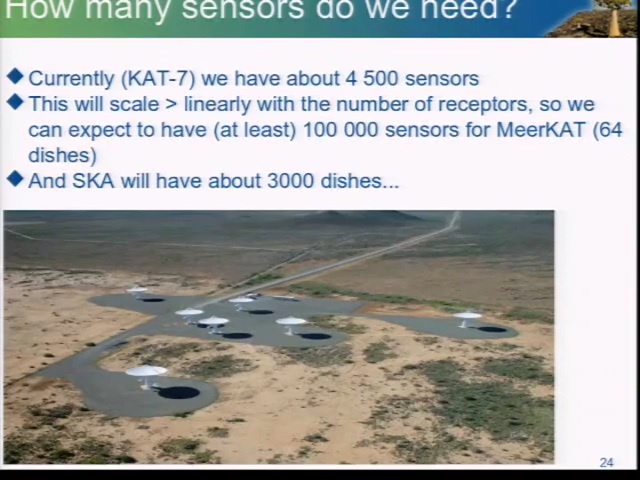 How many sensors do we need?
Currently (KAT-7) we have about 4 500 sensors
This will scale > linearly with the number of receptors, so we
can expect to have (at least) 100 000 sensors for MeerKAT (64
dishes)
And SKA will have about 3000 dishes...
24